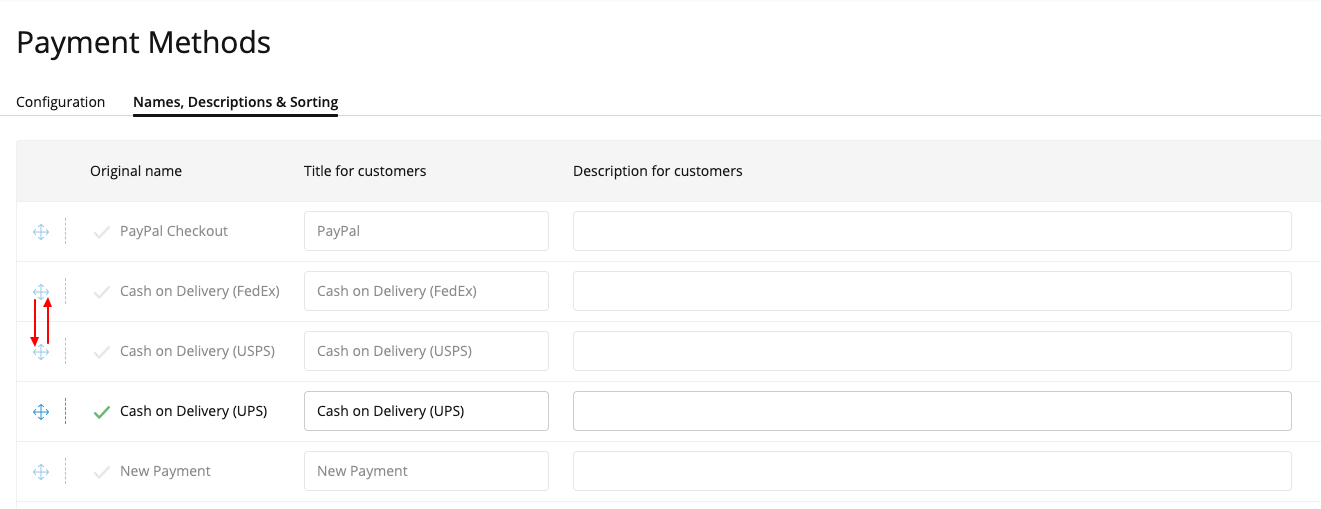 Payment Methods
Configuration Names, Descriptions & Sorting
Original name Title for customers Description for customers
PayPal Checkout PayPal
Cash on Delivery (FedEx) Cash on Delivery (FedEx)
Cash on Delivery (USPS) Cash on Delivery (USPS)
Cash on Delivery (UPS) Cash on Delivery (UPS)
New Payment New Payment